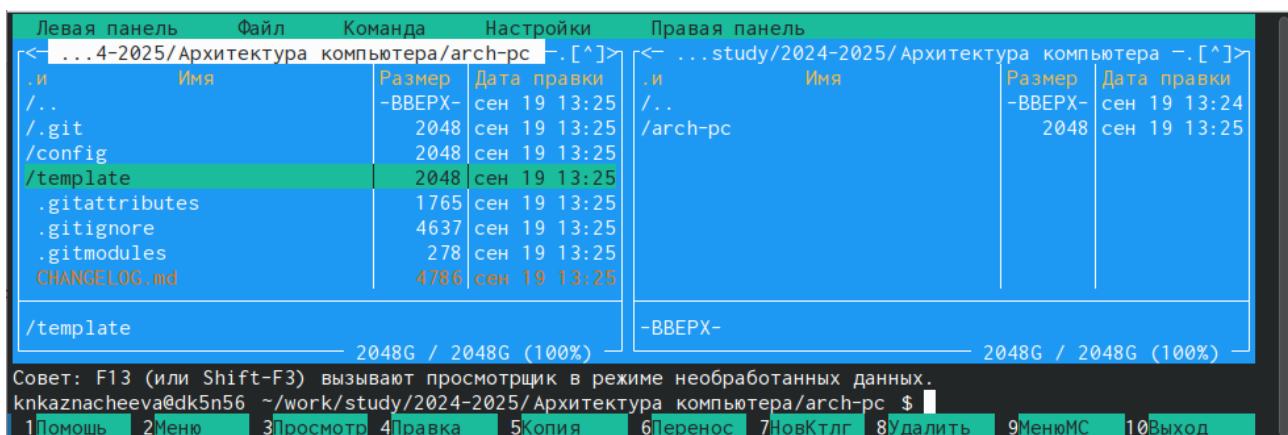 Левая панель Файл Команда Настройки Правая панель
<─ ...4-2025/Архитектура компьютера/arch-pc ─.[^]> <─ ...study/2024-2025/Архитектура компьютера ─.[^]>
.и Имя Размер Дата правки .и Имя Размер Дата правки
/.. -ВВЕРХ- сен 19 13:25 /.. -ВВЕРХ- сен 19 13:24
/.git 2048 сен 19 13:25 /arch-pc 2048 сен 19 13:25
/config 2048 сен 19 13:25
/template 2048 сен 19 13:25
.gitattributes 1765 сен 19 13:25
.gitignore 4637 сен 19 13:25
.gitmodules 278 сен 19 13:25
CHANGELOG.md 4786 сен 19 13:25
/template -ВВЕРХ-
2048G / 2048G (100%) 2048G / 2048G (100%)
Совет: F13 (или Shift-F3) вызывают просмотрщик в режиме необработанных данных.
knkaznacheeva@dk5n56 ~/work/study/2024-2025/Архитектура компьютера/arch-pc $
1Помощь 2Меню 3Просмотр 4Правка 5Копия 6Перенос 7НовКтлг 8Удалить 9МенюМС 10Выход